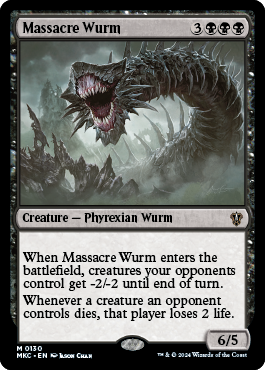 Massacre Wurm 3
Creature — Phyrexian Wurm
When Massacre Wurm enters the
battlefield, creatures your opponents
control get -2/-2 until end of turn.
Whenever a creature an opponent
controls dies, that player loses 2 life.
6/5
M 0130
MKC • EN Jason Chan
™ & © 2024 Wizards of the Coast